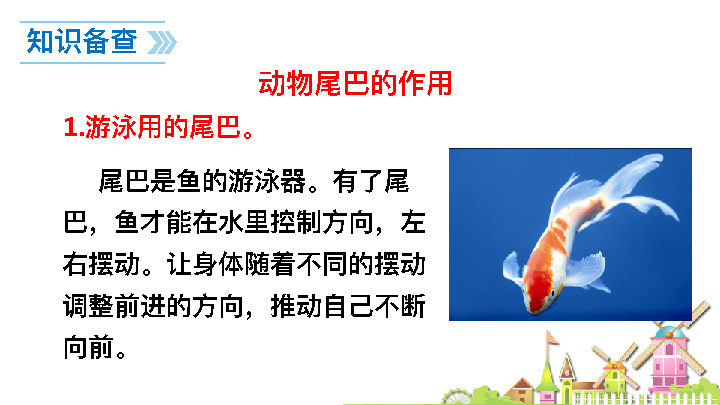 知识备查
动物尾巴的作用
1.游泳用的尾巴。
尾巴是鱼的游泳器。有了尾
巴，鱼才能在水里控制方向，左
右摆动。让身体随着不同的摆动
调整前进的方向，推动自己不断
向前。